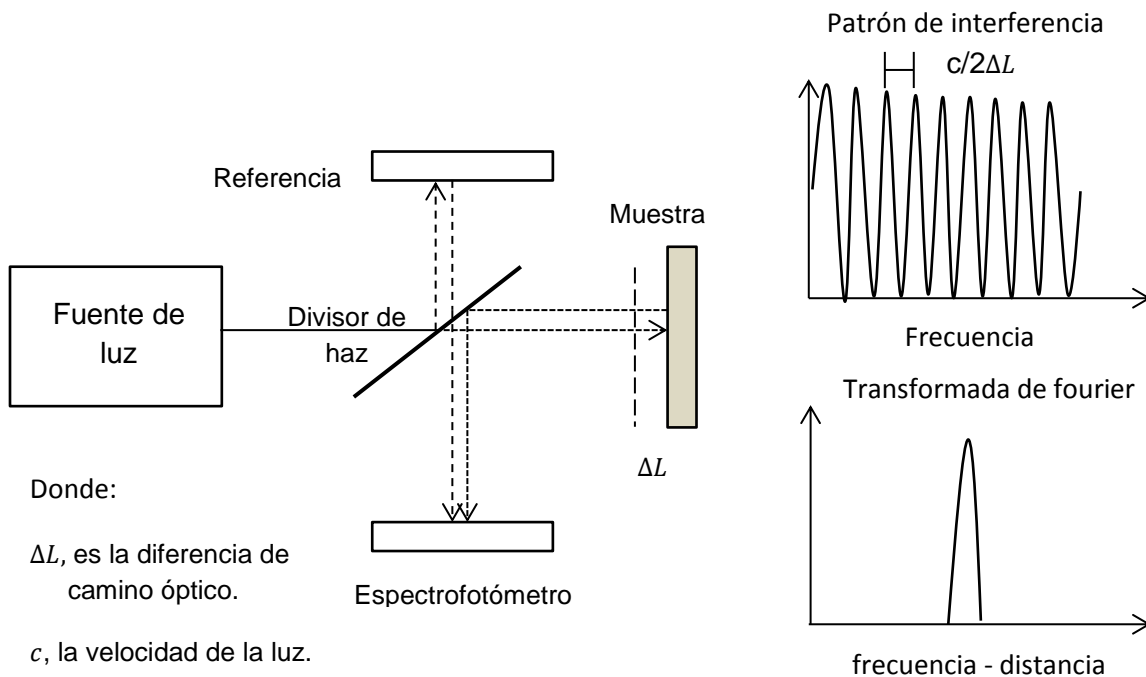 Patrón de interferencia
c/2ΔL
Referencia
Muestra
Fuente de
luz
Divisor de
haz
Frecuencia
Transformada de fourier
ΔL
Donde:
ΔL, es la diferencia de
camino óptico.
Espectrofotómetro
c, la velocidad de la luz.
frecuencia - distancia